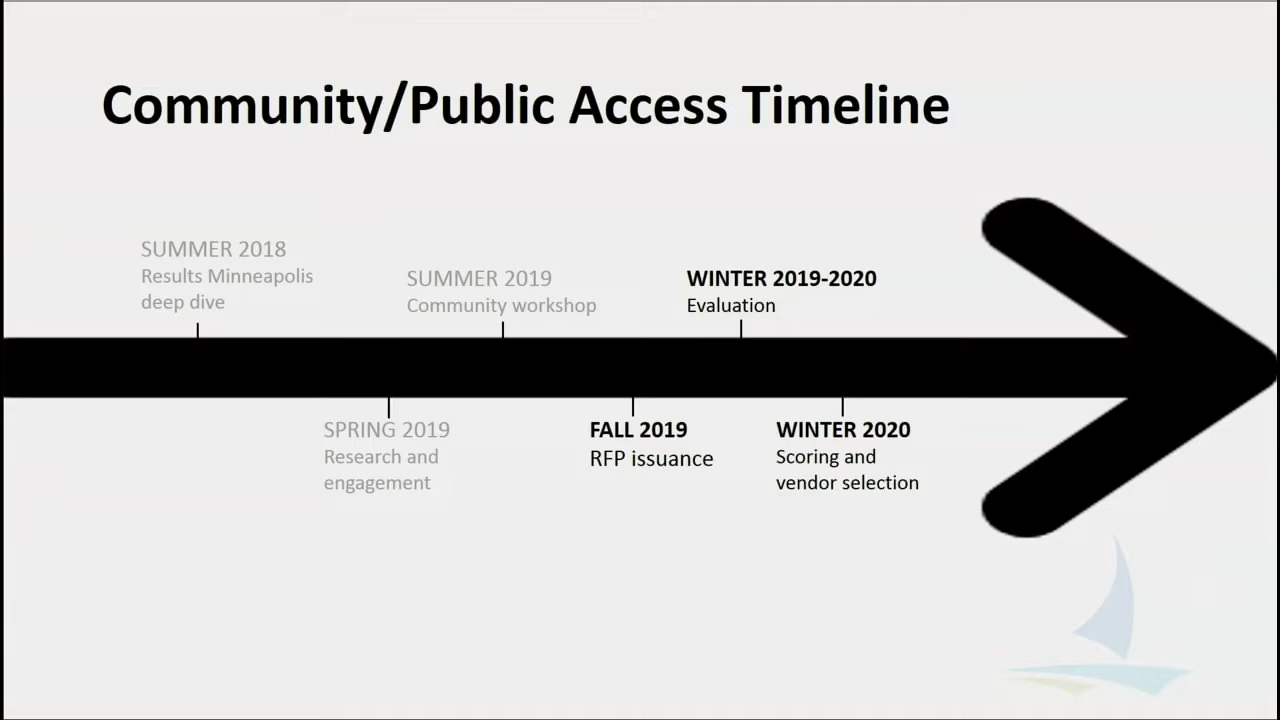 Community/Public Access Timeline
SUMMER 2018
Results Minneapolis
deep dive
SUMMER 2019
Community workshop
WINTER 2019-2020
Evaluation
SPRING 2019
Research and
engagement
FALL 2019
RFP issuance
WINTER 2020
Scoring and
vendor selection